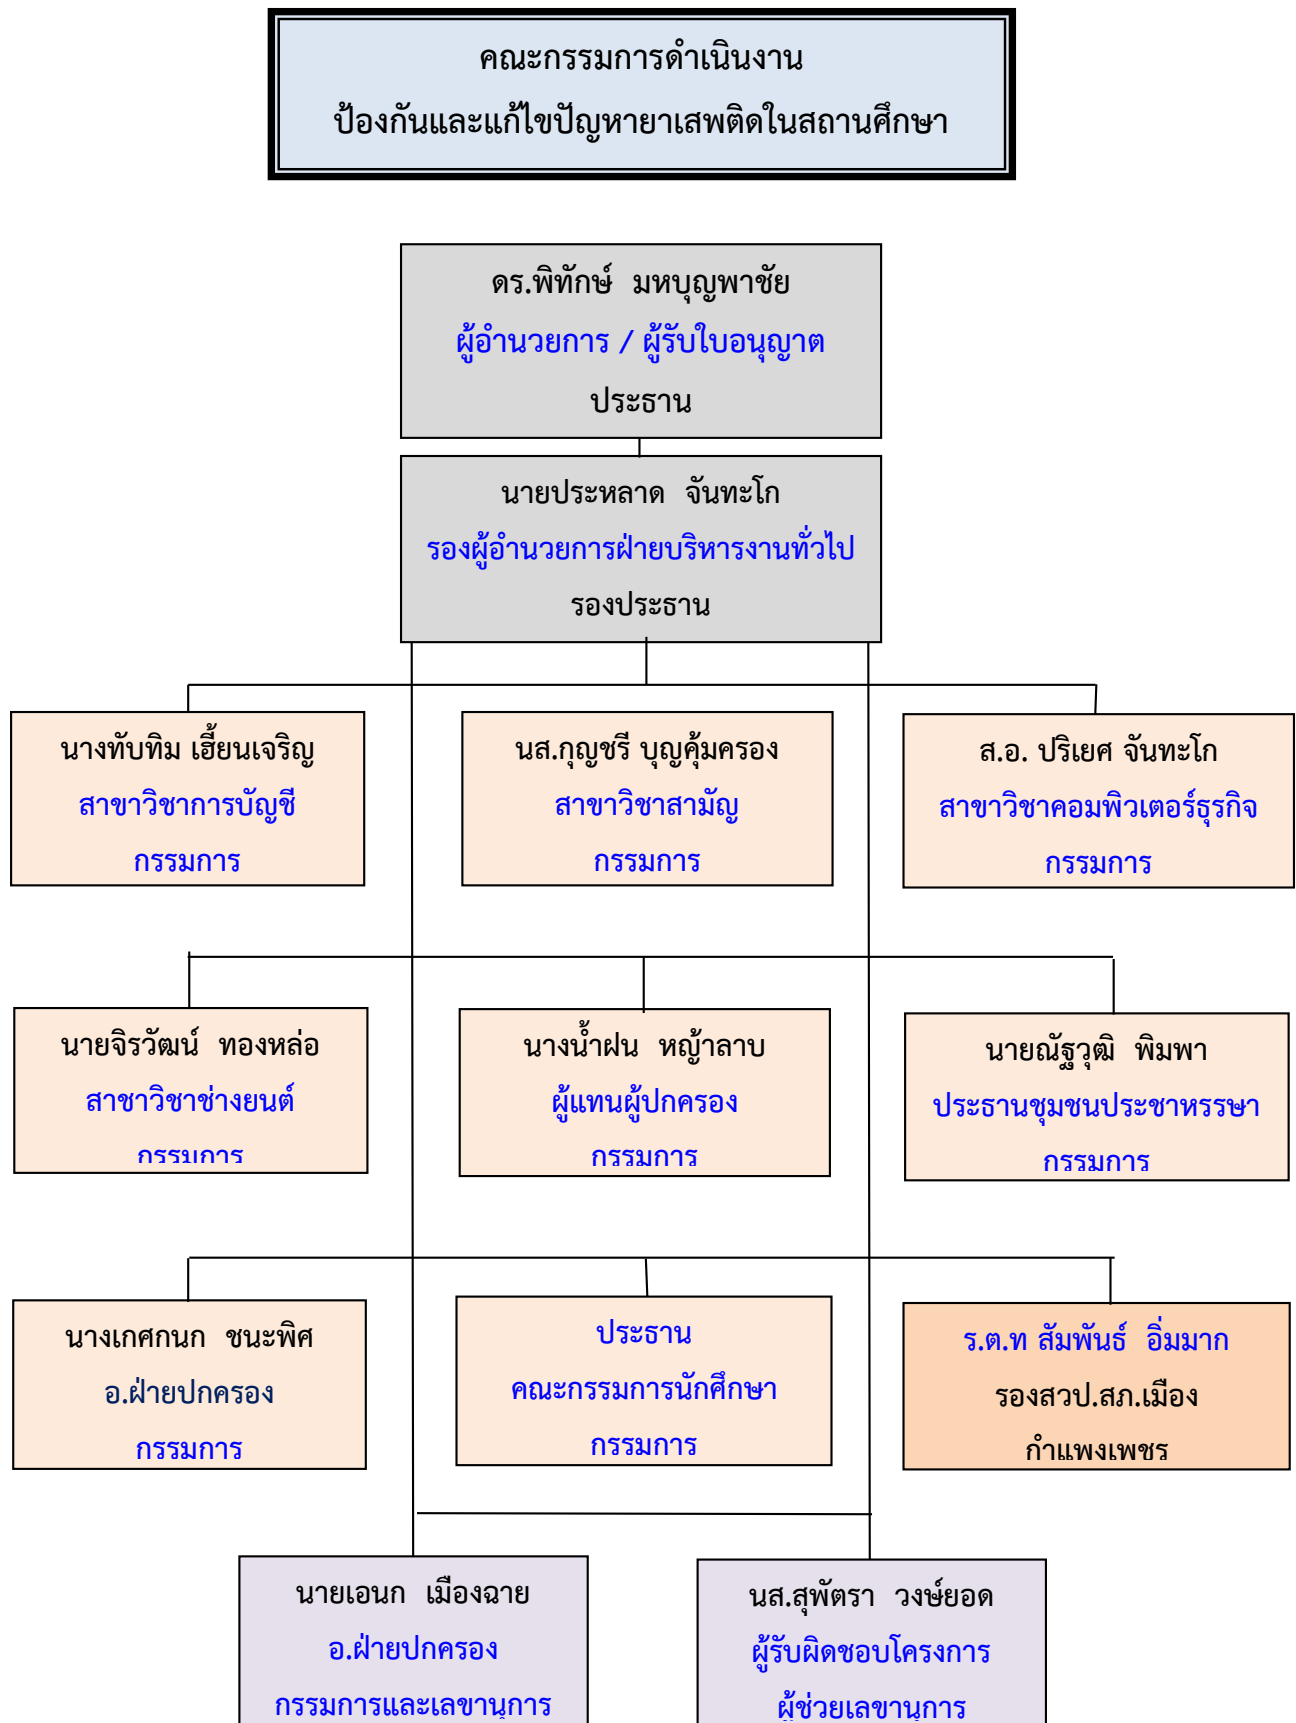 คณะกรรมการดำเนินงาน
ป้องกันและแก้ไขปัญหายาเสพติดในสถานศึกษา
ดร.พิทักษ์ มหบุญพาชัย
ผู้อำนวยการ / ผู้รับใบอนุญาต
ประธาน
นายประหลาด จันทะโก
รองผู้อำนวยการฝ่ายบริหารงานทั่วไป
รองประธาน
นางทับทิม เฮี้ยนเจริญ
สาขาวิชาการบัญชี
กรรมการ
นส.กุญชรี บุญคุ้มครอง
สาขาวิชาสามัญ
กรรมการ
ส.อ. ปริเยศ จันทะโก
สาขาวิชาคอมพิวเตอร์ธุรกิจ
กรรมการ
นายจิรวัฒน์ ทองหล่อ
สาชาวิชาช่างยนต์
กรรมการ
นางน้ำฝน หญ้าลาบ
ผู้แทนผู้ปกครอง
กรรมการ
นายณัฐวุฒิ พิมพา
ประธานชุมชนประชาหรรษา
กรรมการ
นางเกศกนก ชนะพิศ
อ.ฝ่ายปกครอง
กรรมการ
ประธาน
คณะกรรมการนักศึกษา
กรรมการ
ร.ต.ท สัมพันธ์ อิ่มมาก
รองสวป.สภ.เมือง
กำแพงเพชร
นายเอนก เมืองฉาย
อ.ฝ่ายปกครอง
กรรมการและเลขานุการ
นส.สุพัตรา วงษ์ยอด
ผู้รับผิดชอบโครงการ
ผู้ช่วยเลขานุการ